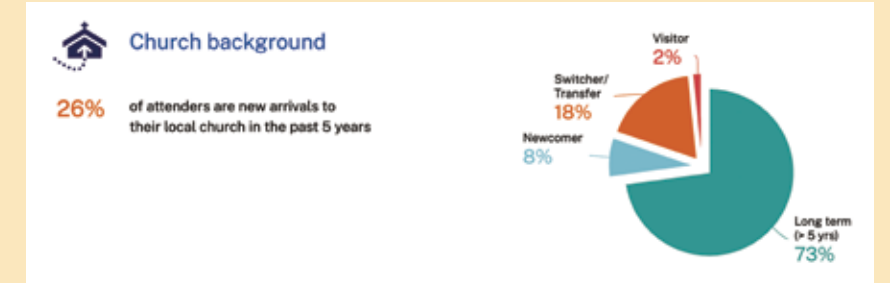 Church background
26%
of attenders are new arrivals to
their local church in the past 5 years
Visitor
2%
Switcher/
Transfer
18%
Newcomer
8%
Long term
(> 5 yrs)
73%